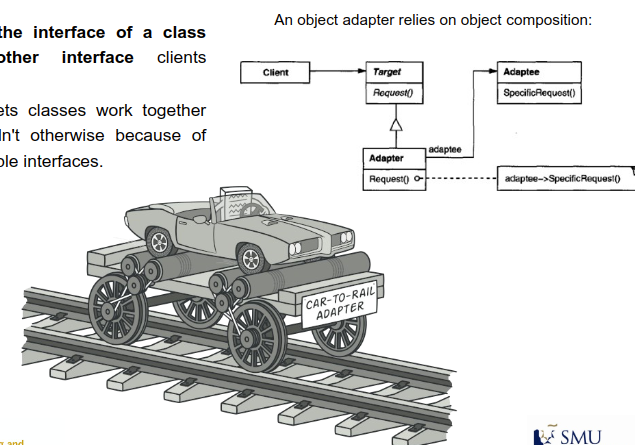 the interface of a class
other interface clients
ets classes work together
n't otherwise because of
ble interfaces.
An object adapter relies on object composition:
Client
Target
Request()
Adaptee
SpecificRequest()
adaptee
Adapter
Request()
adaptee->SpecificRequest()
CAR-TO-RAIL
ADAPTER
SMU